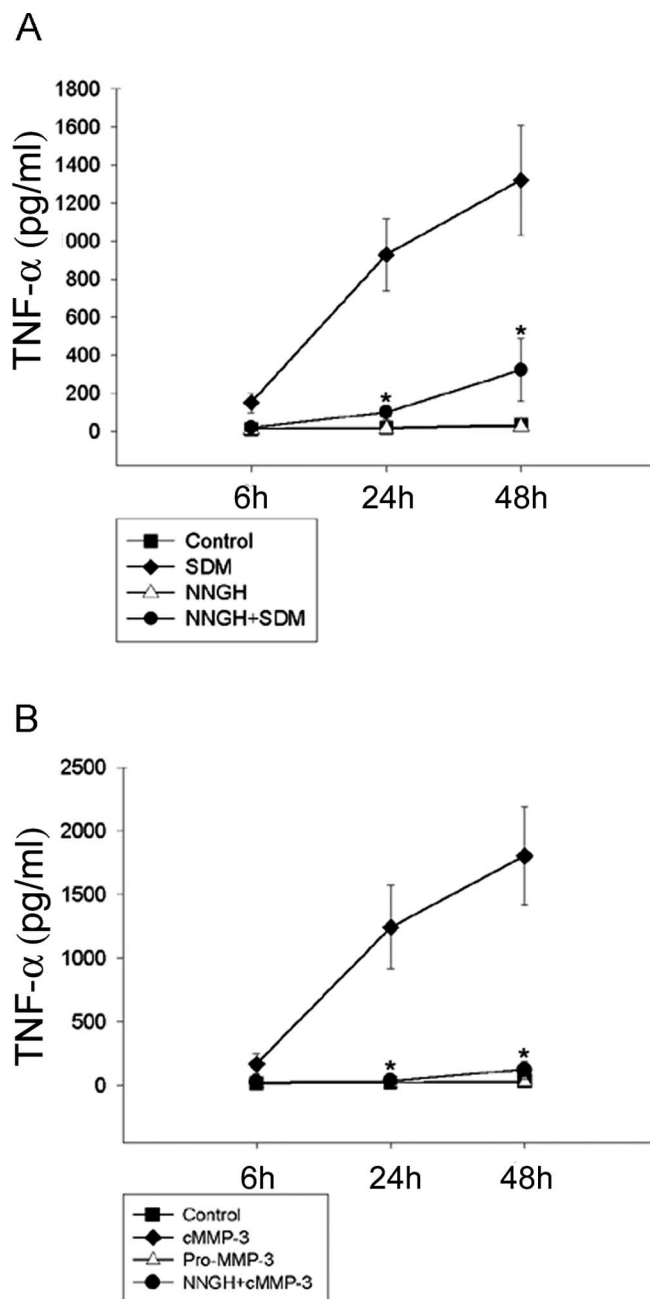 A
TNF-α (pg/ml)
1800
1600
1400
1200
1000
800
600
400
200
0
*
*
6h 24h 48h
Control
SDM
NNGH
NNGH+SDM
B
TNF-α (pg/ml)
2500
2000
1500
1000
500
0
*
*
6h 24h 48h
Control
cMMP-3
Pro-MMP-3
NNGH+cMMP-3